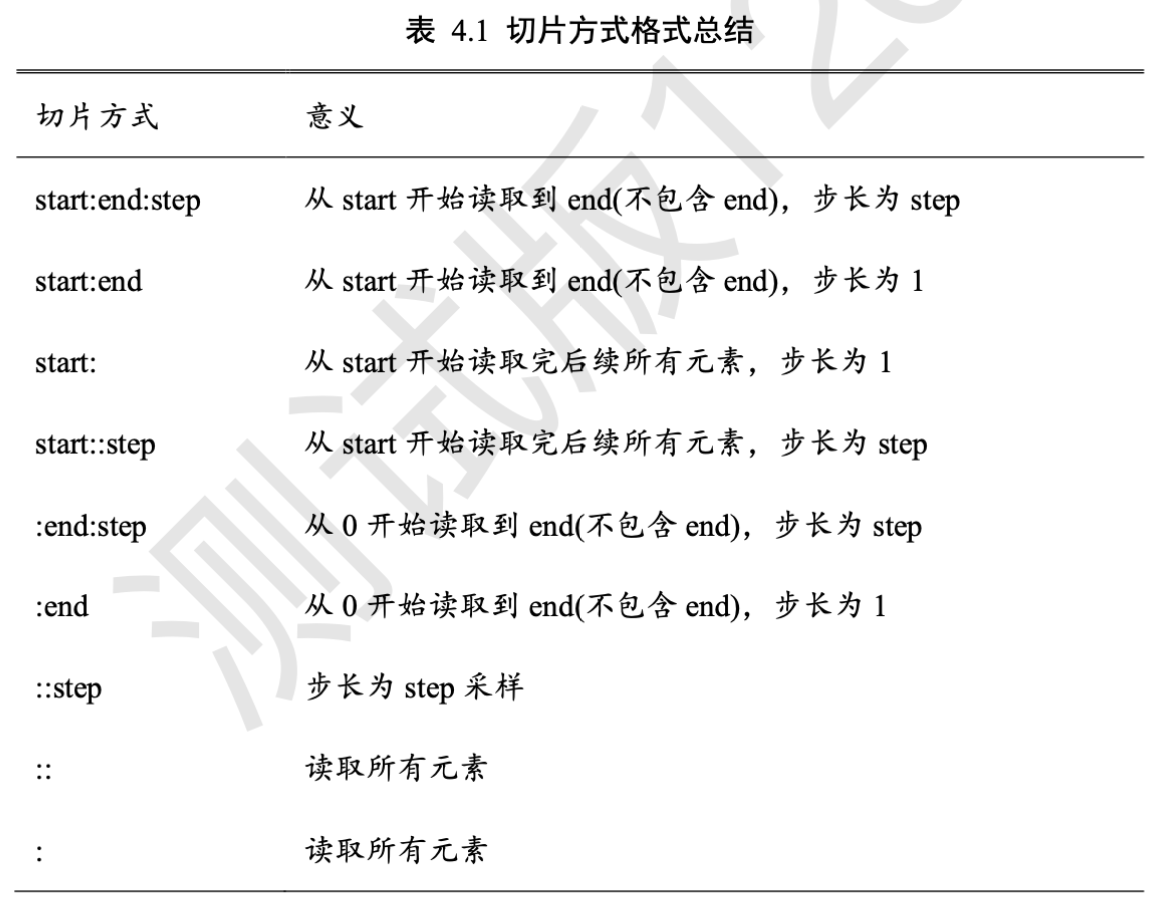 表 4.1 切片方式格式总结
切片方式 意义
start:end:step 从 start 开始读取到 end(不包含 end)，步长为 step
start:end 从 start 开始读取到 end(不包含 end)，步长为 1
start: 从 start 开始读取完后续所有元素，步长为 1
start::step 从 start 开始读取完后续所有元素，步长为 step
:end:step 从 0 开始读取到 end(不包含 end)，步长为 step
:end 从 0 开始读取到 end(不包含 end)，步长为 1
::step 步长为 step 采样
:: 读取所有元素
: 读取所有元素
测试版12